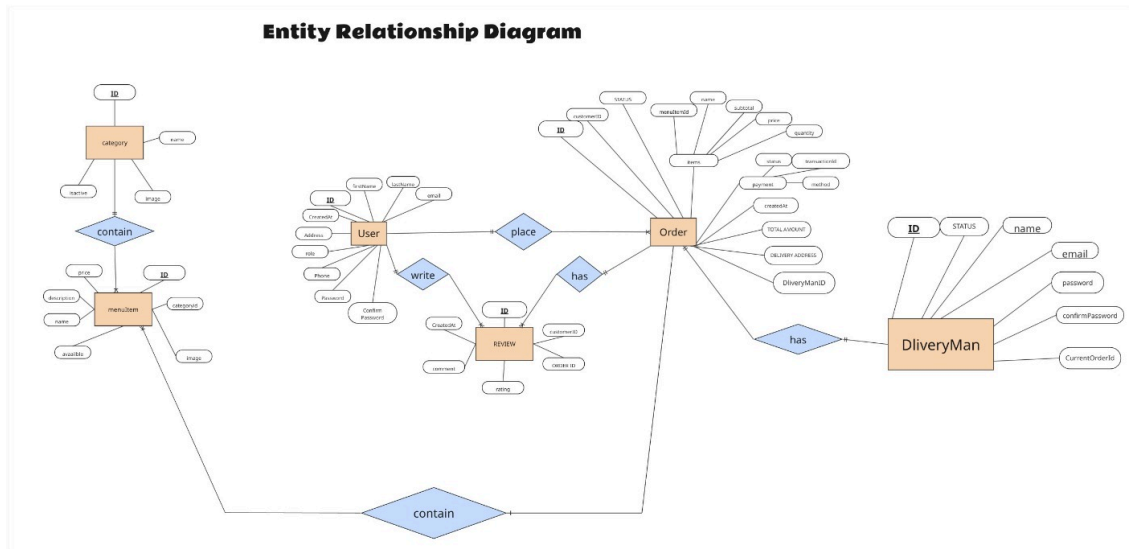 Entity Relationship Diagram
ID
category
name
isactive
image
contain
price
ID
description
menuItem
categoryid
name
avaalble
image
ID
firstName
lastName
email
CreatedAt
Address
User
role
Phone
Password
Confirm
Password
place
write
has
ID
CreatedAt
customerID
REVIEW
comment
ORDER ID
rating
STATUS
customerID
ID
menuItemId
name
subtotal
price
quantity
items
status
transactionId
payment
method
createdAt
Order
TOTAL AMOUNT
DELIVERY ADDRESS
DliveryManID
has
ID
STATUS
name
email
password
confirmPassword
DliveryMan
CurrentOrderId
contain